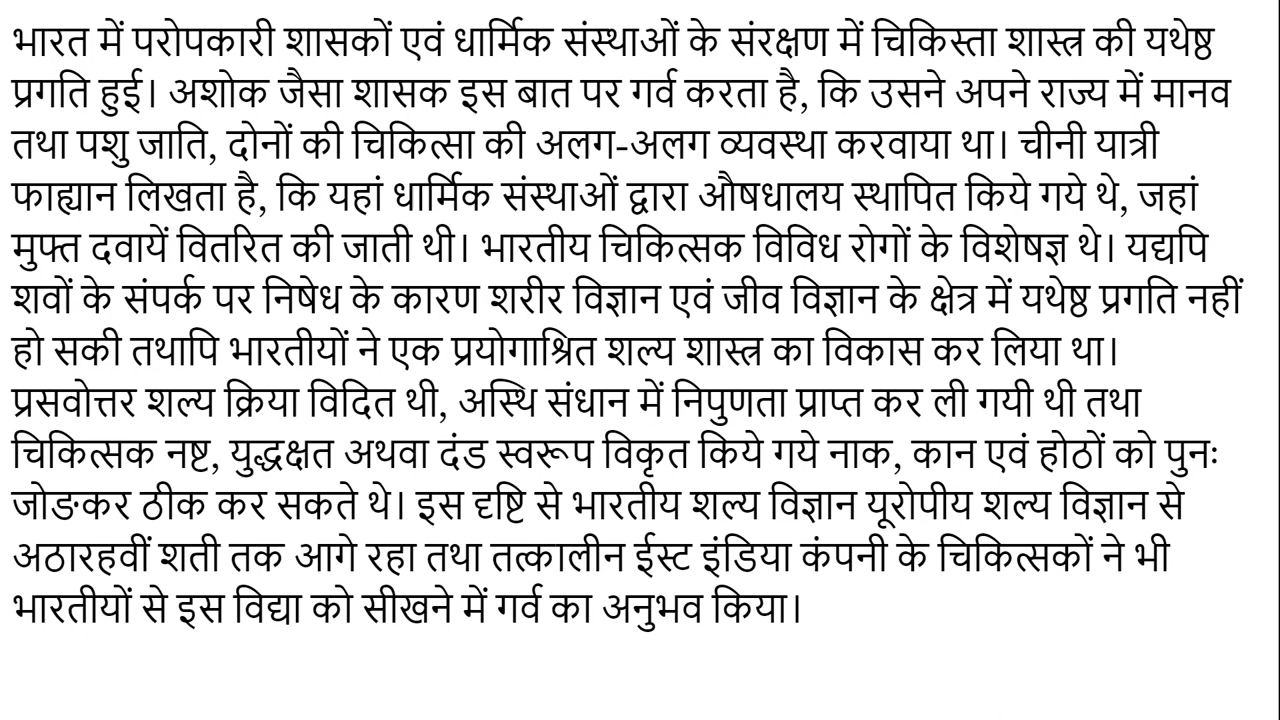 भारत में परोपकारी शासकों एवं धार्मिक संस्थाओं के संरक्षण में चिकिस्ता शास्त्र की यथेष्ठ
प्रगति हुई। अशोक जैसा शासक इस बात पर गर्व करता है, कि उसने अपने राज्य में मानव
तथा पशु जाति, दोनों की चिकित्सा की अलग-अलग व्यवस्था करवाया था। चीनी यात्री
फाह्यान लिखता है, कि यहां धार्मिक संस्थाओं द्वारा औषधालय स्थापित किये गये थे, जहां
मुफ्त दवायें वितरित की जाती थी। भारतीय चिकित्सक विविध रोगों के विशेषज्ञ थे। यद्यपि
शवों के संपर्क पर निषेध के कारण शरीर विज्ञान एवं जीव विज्ञान के क्षेत्र में यथेष्ठ प्रगति नहीं
हो सकी तथापि भारतीयों ने एक प्रयोगाश्रित शल्य शास्त्र का विकास कर लिया था।
प्रसवोत्तर शल्य क्रिया विदित थी, अस्थि संधान में निपुणता प्राप्त कर ली गयी थी तथा
चिकित्सक नष्ट, युद्धक्षत अथवा दंड स्वरूप विकृत किये गये नाक, कान एवं होठों को पुनः
जोङकर ठीक कर सकते थे। इस दृष्टि से भारतीय शल्य विज्ञान यूरोपीय शल्य विज्ञान से
अठारहवीं शती तक आगे रहा तथा तत्कालीन ईस्ट इंडिया कंपनी के चिकित्सकों ने भी
भारतीयों से इस विद्या को सीखने में गर्व का अनुभव किया।